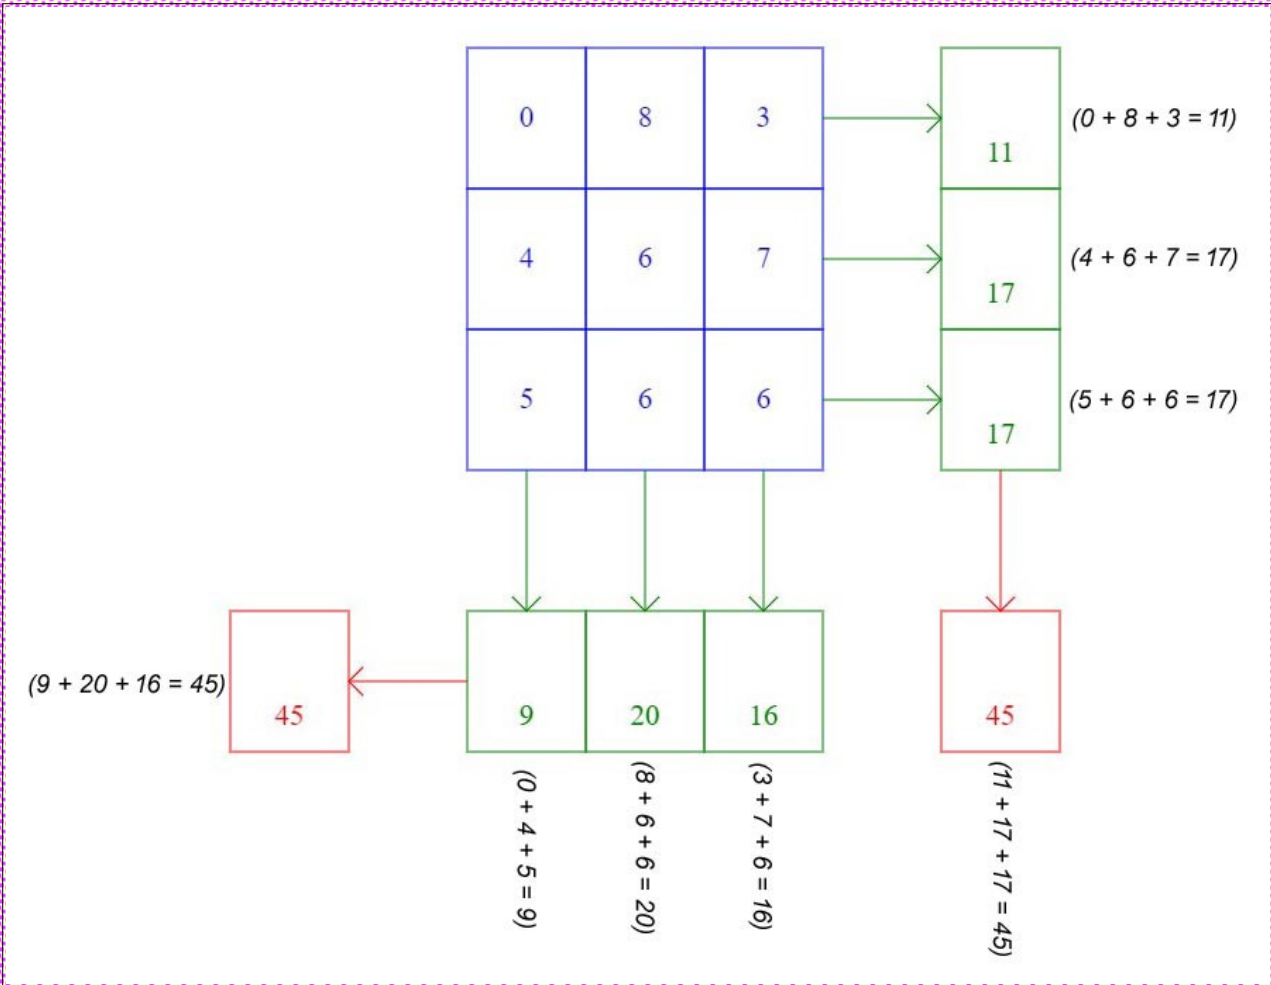 0 8 3
11 (0 + 8 + 3 = 11)
4 6 7
17 (4 + 6 + 7 = 17)
5 6 6
17 (5 + 6 + 6 = 17)
(9 + 20 + 16 = 45) 45 9 20 16 45
(0 + 4 + 5 = 9)
(8 + 6 + 6 = 20)
(3 + 7 + 6 = 16)
(11 + 17 + 17 = 45)